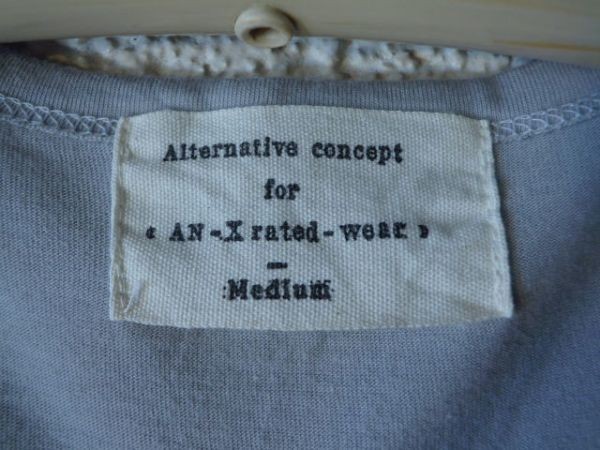 Alternative concept
for
« AN-X rated-wear »
-
Medium